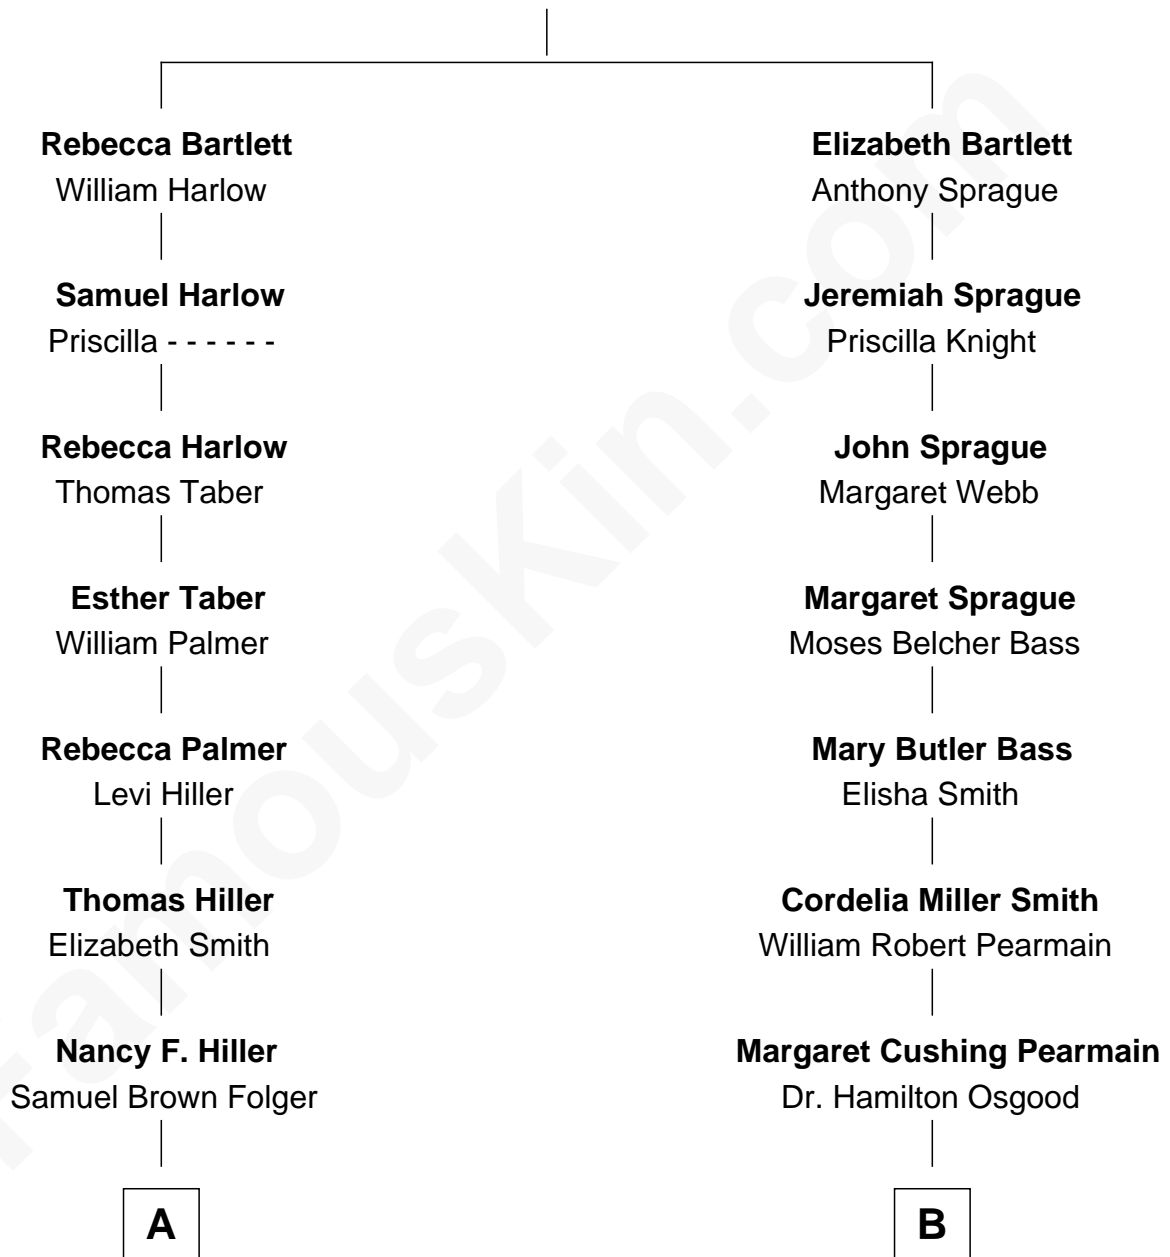 Rebecca Bartlett
William Harlow
Samuel Harlow
Priscilla - - - - - -
Rebecca Harlow
Thomas Taber
Esther Taber
William Palmer
Rebecca Palmer
Levi Hiller
Thomas Hiller
Elizabeth Smith
Nancy F. Hiller
Samuel Brown Folger
A
Elizabeth Bartlett
Anthony Sprague
Jeremiah Sprague
Priscilla Knight
John Sprague
Margaret Webb
Margaret Sprague
Moses Belcher Bass
Mary Butler Bass
Elisha Smith
Cordelia Miller Smith
William Robert Pearmain
Margaret Cushing Pearmain
Dr. Hamilton Osgood
B
FamousKin.com